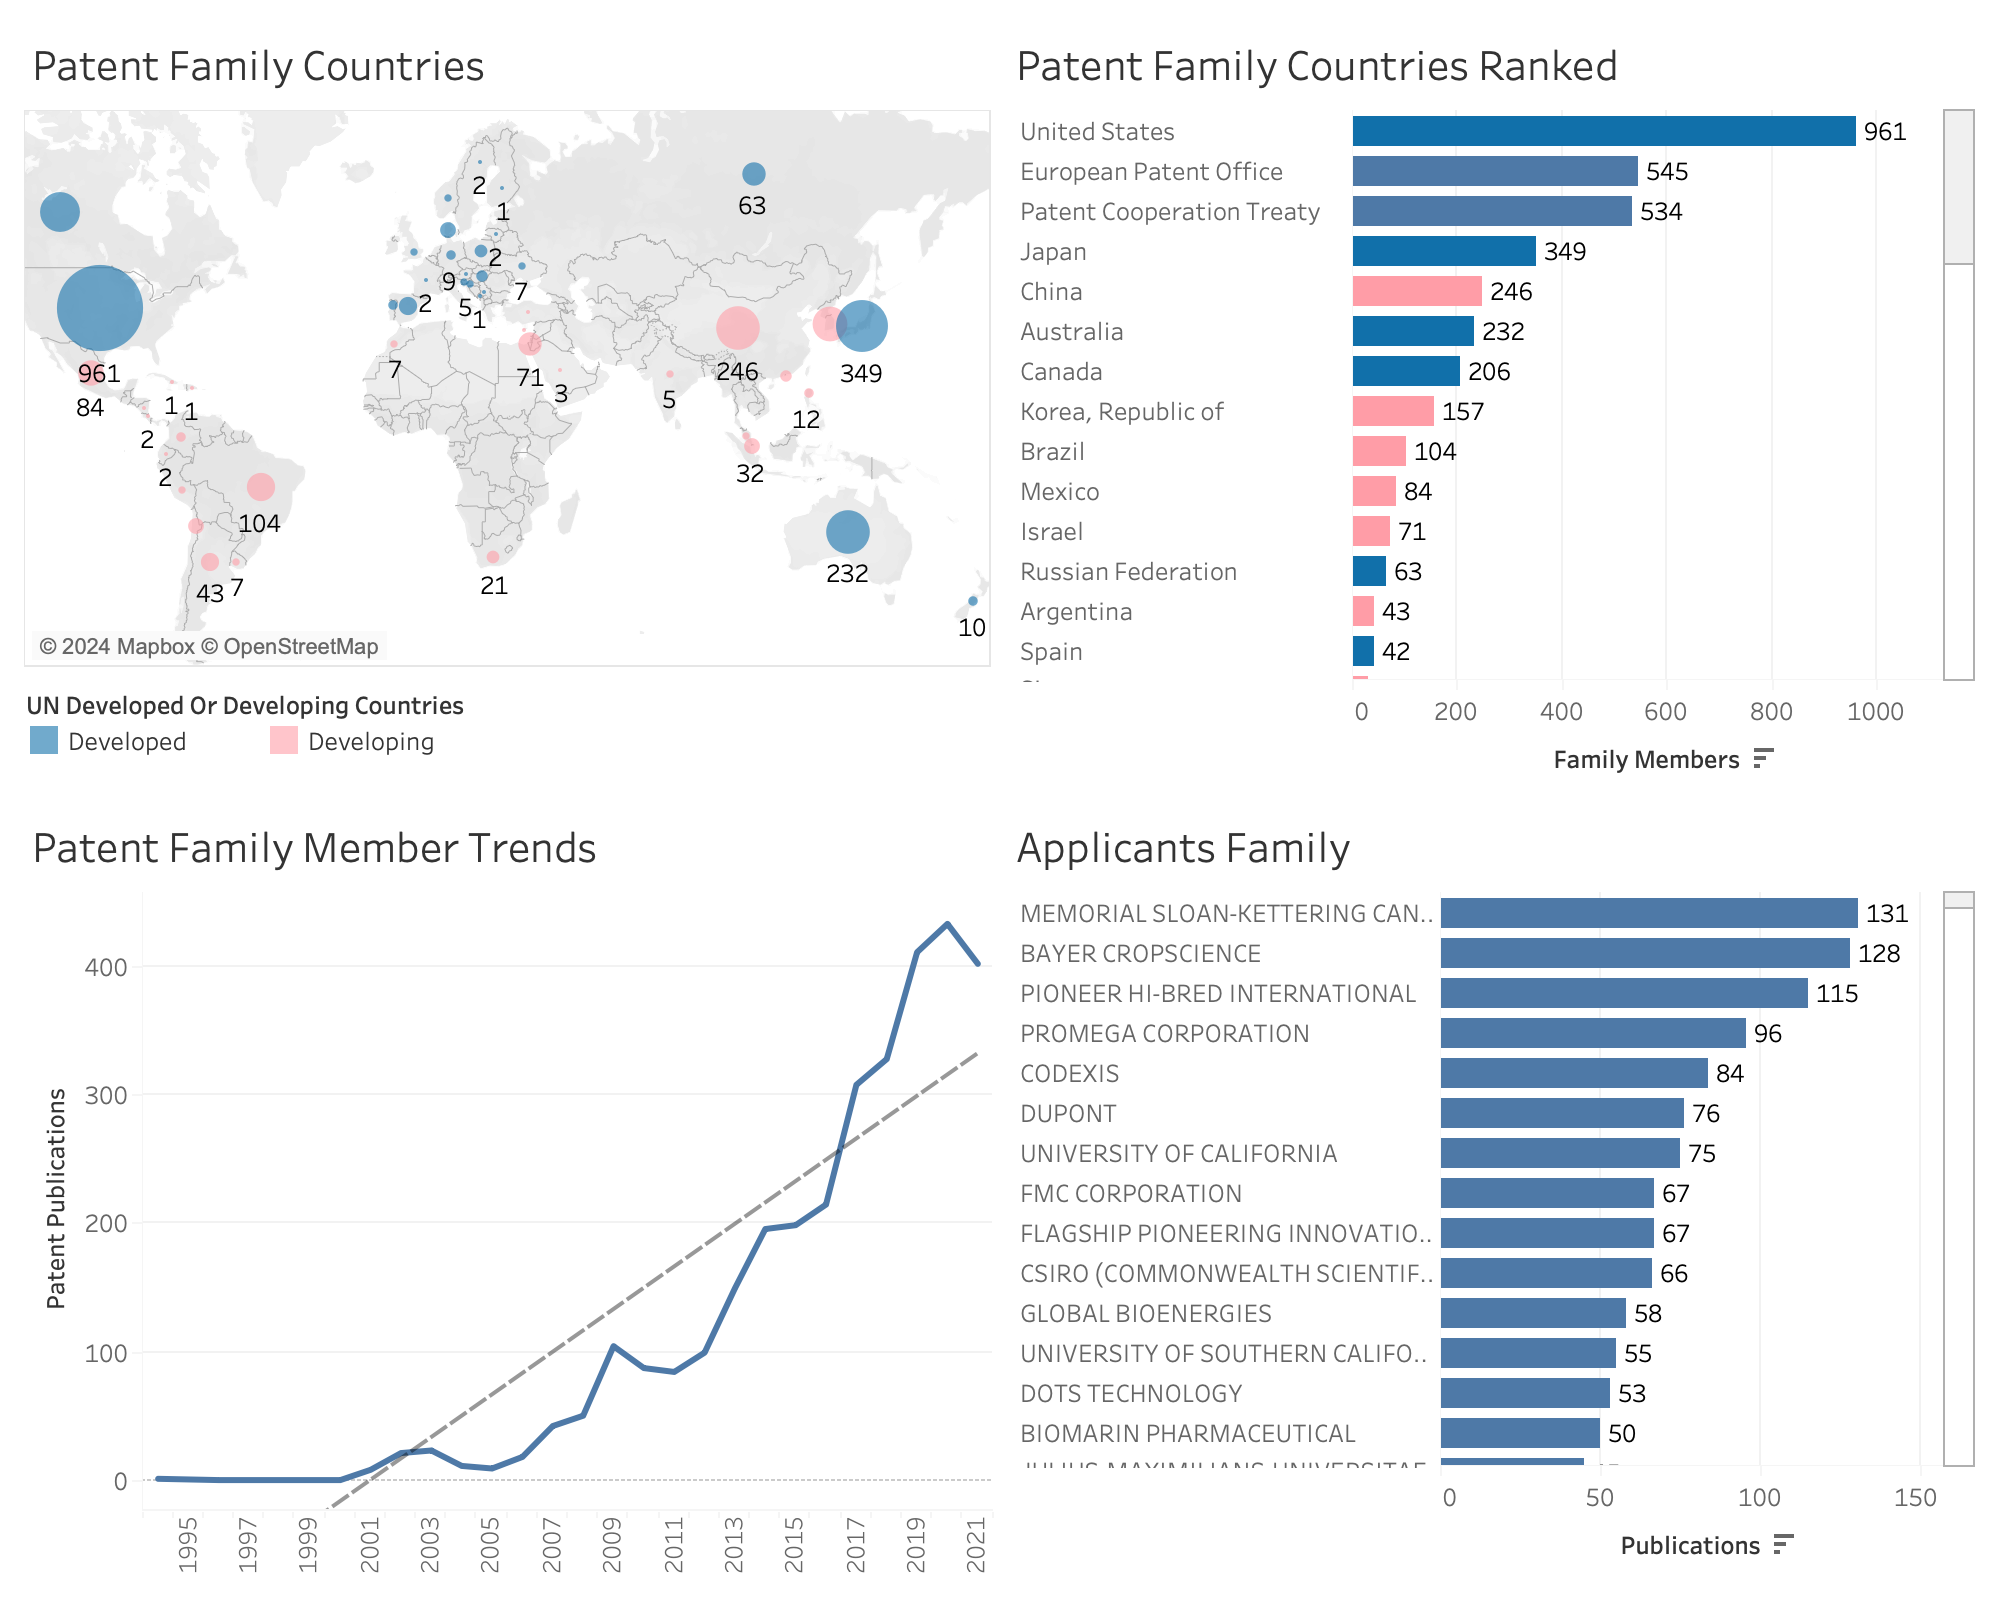 Patent Family Countries
2
63
1
2
9
7
2
5
1
961
7
71
246
349
84
1
1
3
5
12
2
2
32
104
43
7
21
232
10
© 2024 Mapbox © OpenStreetMap
UN Developed Or Developing Countries
Developed
Developing
Patent Family Countries Ranked
United States 961
European Patent Office 545
Patent Cooperation Treaty 534
Japan 349
China 246
Australia 232
Canada 206
Korea, Republic of 157
Brazil 104
Mexico 84
Israel 71
Russian Federation 63
Argentina 43
Spain 42
0 200 400 600 800 1000
Family Members
Patent Family Member Trends
Patent Publications
400
300
200
100
0
1995 1997 1999 2001 2003 2005 2007 2009 2011 2013 2015 2017 2019 2021
Applicants Family
MEMORIAL SLOAN-KETTERING CAN.. 131
BAYER CROPSCIENCE 128
PIONEER HI-BRED INTERNATIONAL 115
PROMEGA CORPORATION 96
CODEXIS 84
DUPONT 76
UNIVERSITY OF CALIFORNIA 75
FMC CORPORATION 67
FLAGSHIP PIONEERING INNOVATIO.. 67
CSIRO (COMMONWEALTH SCIENTIF.. 66
GLOBAL BIOENERGIES 58
UNIVERSITY OF SOUTHERN CALIFO.. 55
DOTS TECHNOLOGY 53
BIOMARIN PHARMACEUTICAL 50
0 50 100 150
Publications